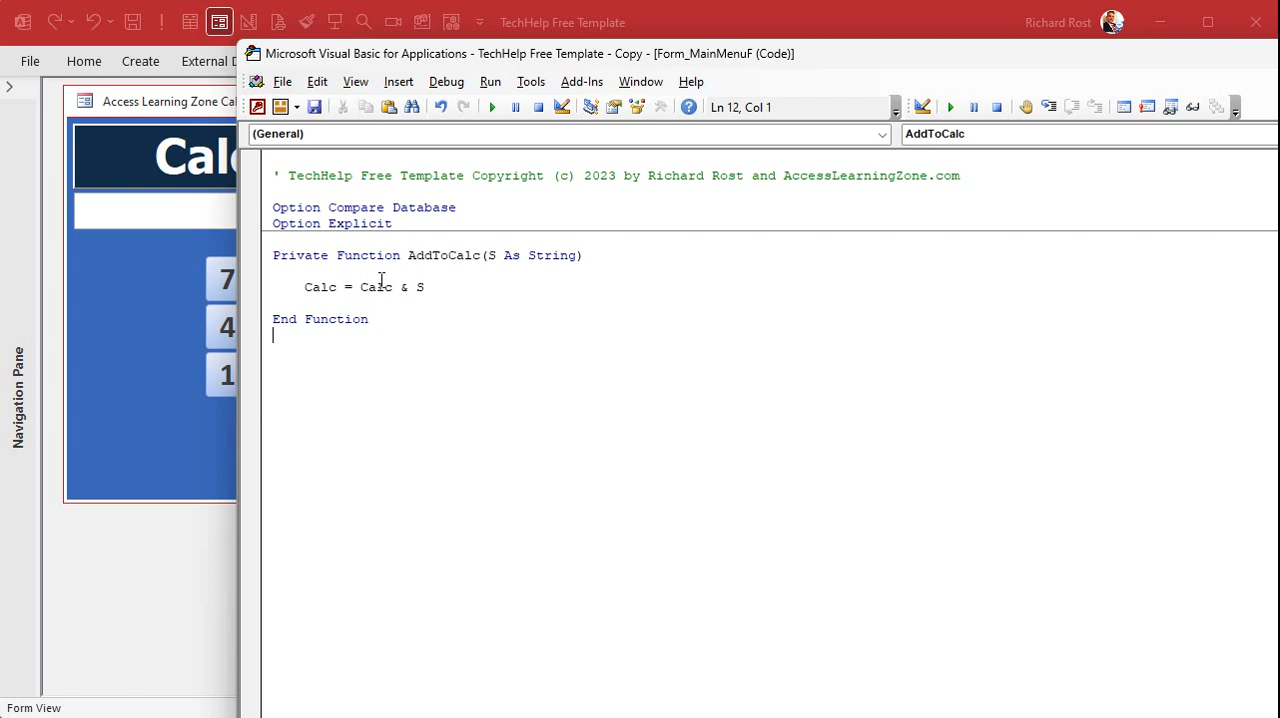 TechHelp Free Template
Richard Rost
File
Home
Create
External D
Microsoft Visual Basic for Applications - TechHelp Free Template - Copy - [Form_MainMenuF (Code)]
File Edit View Insert Format Debug Run Tools Add-Ins Window Help
Ln 12, Col 1
(General)
AddToCalc
Access Learning Zone Cal
Calc
7
4
1
Navigation Pane
' TechHelp Free Template Copyright (c) 2023 by Richard Rost and AccessLearningZone.com
Option Compare Database
Option Explicit
Private Function AddToCalc(S As String)
Calc = Calc & S
End Function
Form View